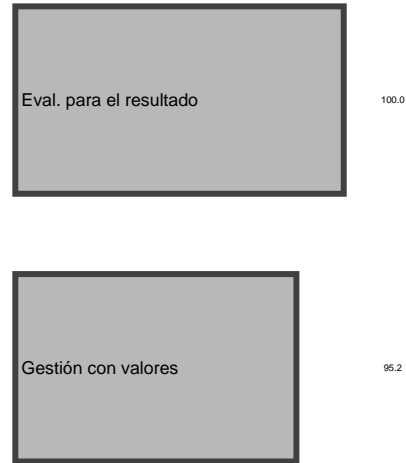 Eval. para el resultado 100.0
Gestión con valores 95.2